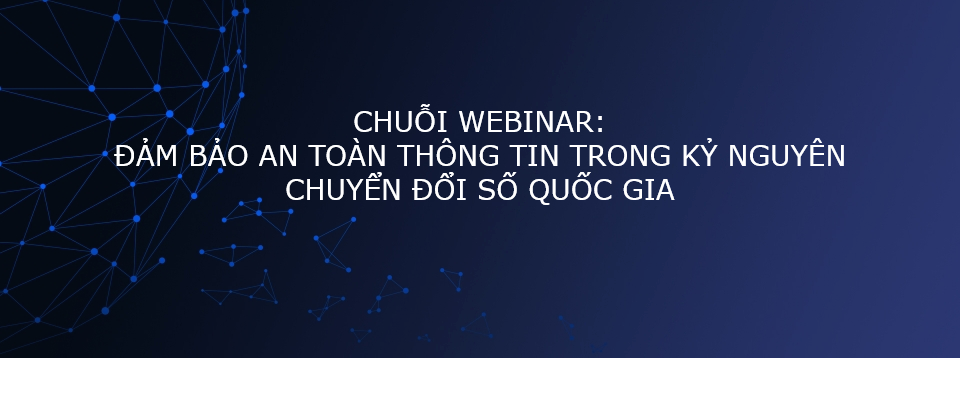 CHUỖI WEBINAR:
ĐẢM BẢO AN TOÀN THÔNG TIN TRONG KỶ NGUYÊN
CHUYỂN ĐỔI SỐ QUỐC GIA